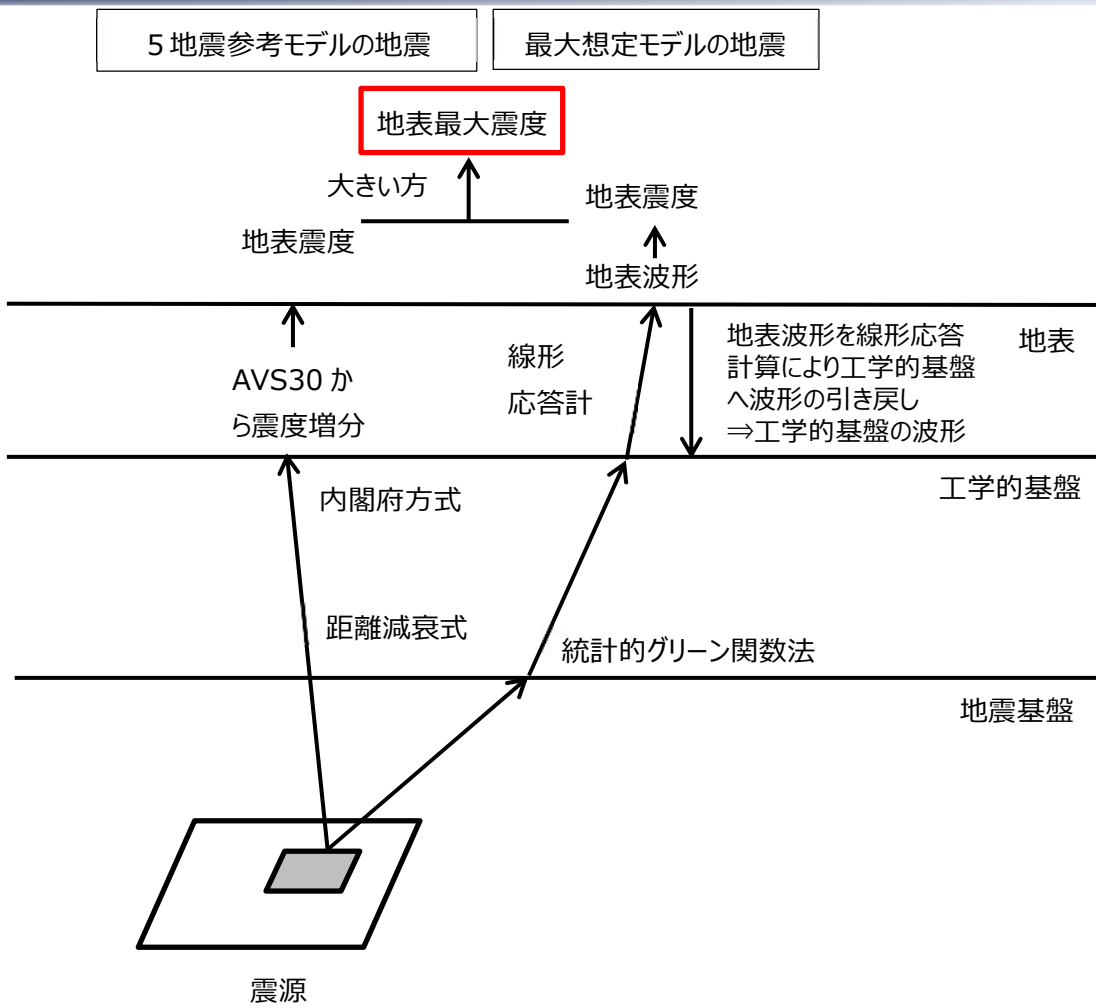 5地震参考モデルの地震
最大想定モデルの地震
地表最大震度
大きい方
地表震度
地表震度
地表波形
地表
AVS30 か
ら震度増分
線形
応答計
地表波形を線形応答
計算により工学的基盤
へ波形の引き戻し
⇒工学的基盤の波形
工学的基盤
内閣府方式
距離減衰式
統計的グリーン関数法
地震基盤
震源